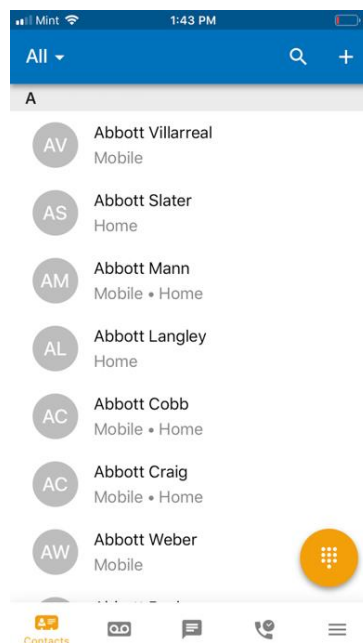 Mint 1:43 PM
All
A
AV Abbott Villarreal
Mobile
AS Abbott Slater
Home
AM Abbott Mann
Mobile • Home
AL Abbott Langley
Home
AC Abbott Cobb
Mobile • Home
AC Abbott Craig
Mobile • Home
AW Abbott Weber
Mobile
Contacts